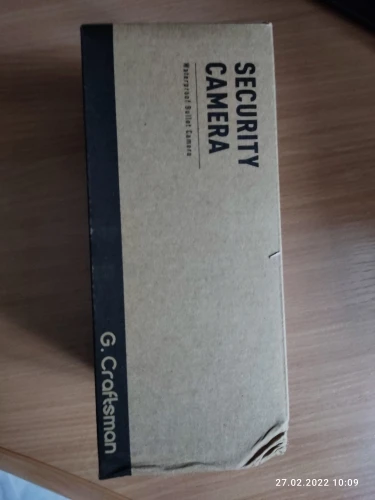 SECURITY
CAMERA
Waterproof Bullet Camera
G. Craftsman
27.02.2022 10:09